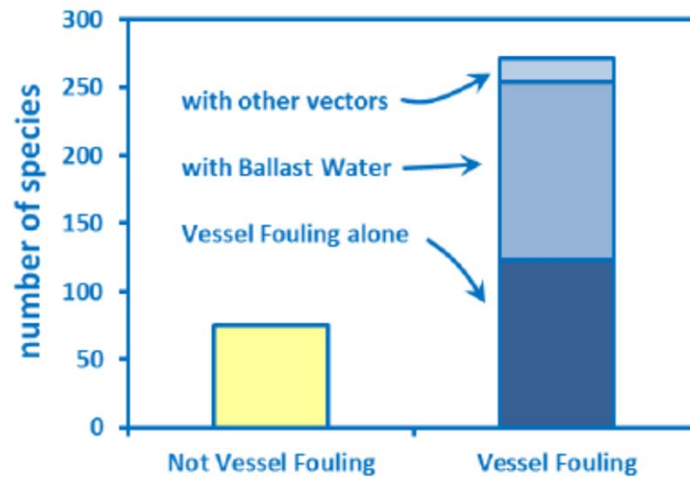 number of species
300
250
200
150
100
50
0
with other vectors
with Ballast Water
Vessel Fouling alone
Not Vessel Fouling
Vessel Fouling